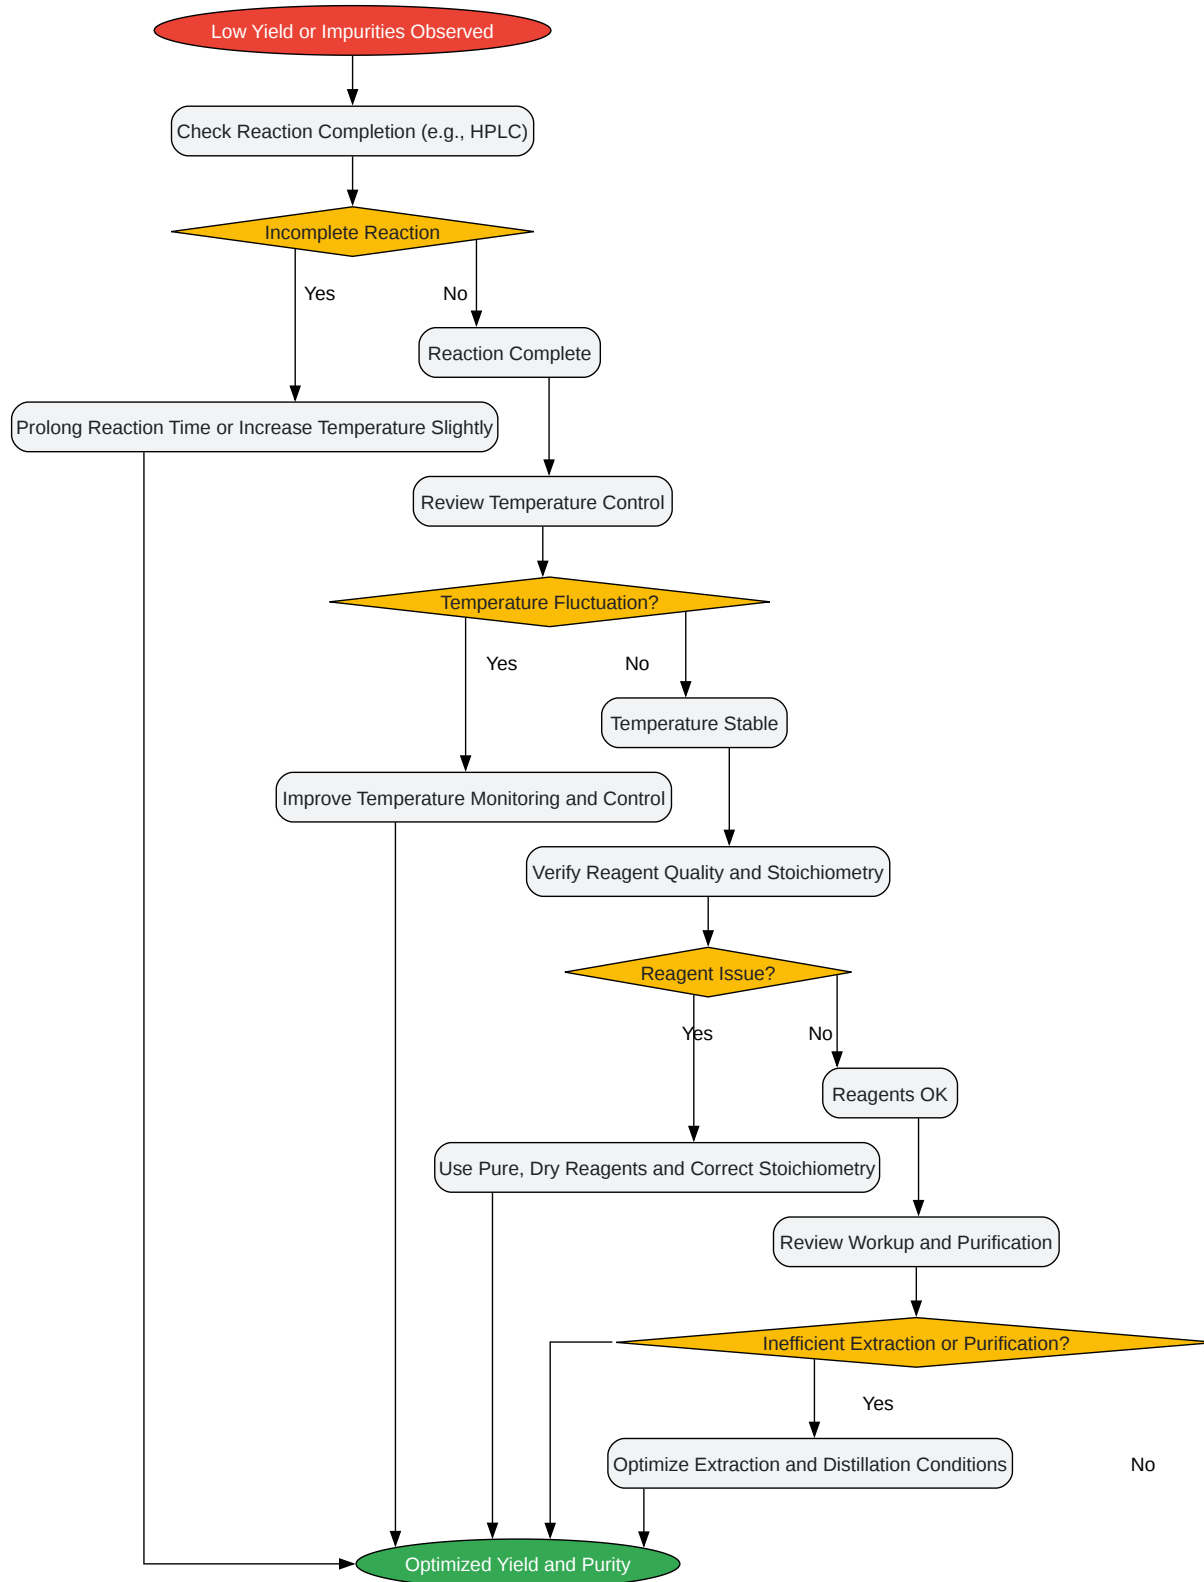 Low Yield or Impurities Observed
Check Reaction Completion (e.g., HPLC)
Incomplete Reaction
Yes
No
Reaction Complete
Prolong Reaction Time or Increase Temperature Slightly
Review Temperature Control
Temperature Fluctuation?
Yes
No
Temperature Stable
Improve Temperature Monitoring and Control
Verify Reagent Quality and Stoichiometry
Reagent Issue?
Yes
No
Reagents OK
Use Pure, Dry Reagents and Correct Stoichiometry
Review Workup and Purification
Inefficient Extraction or Purification?
Yes
Optimize Extraction and Distillation Conditions
No
Optimized Yield and Purity